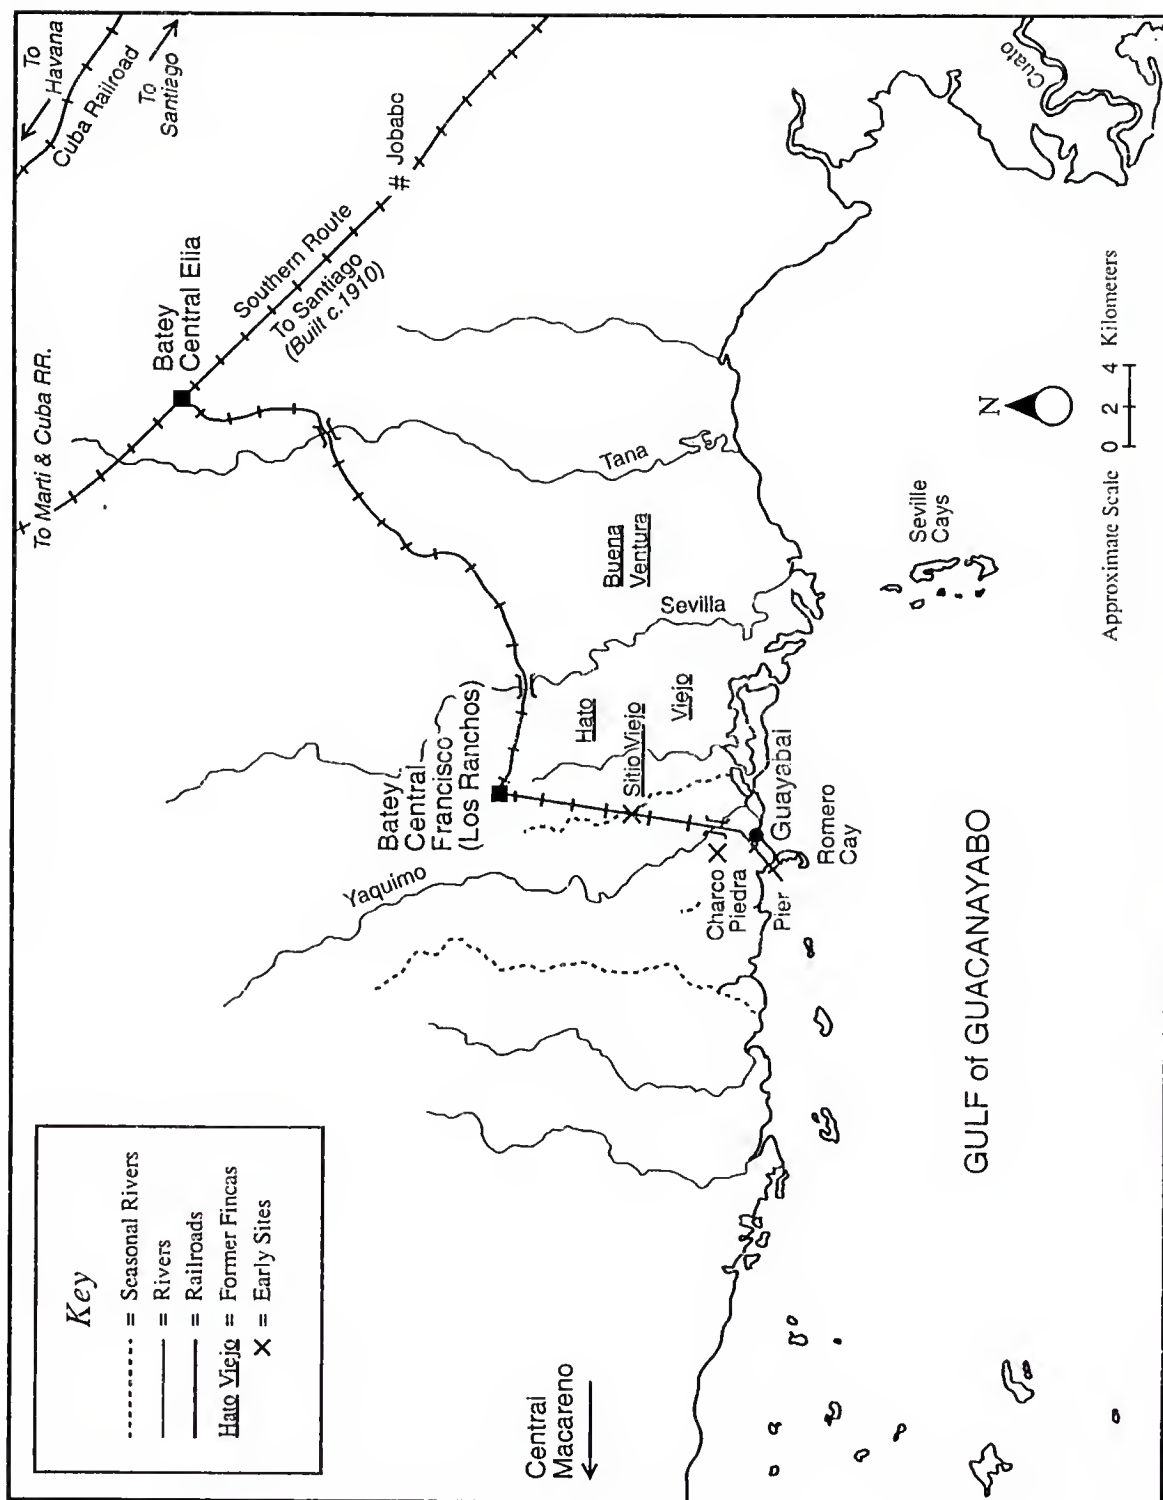 To
Havana
Cuba Railroad
To
Santiago
To Marti & Cuba RR.
Batey
Central Elia
Southern Route
To Santiago
(Built c.1910)
# Jobabo
Cuato
Key
= Seasonal Rivers
= Rivers
= Railroads
Hato Viejo = Former Fincas
= Early Sites
Batey
Central
Francisco
(Los Ranchos)
Yaquimo
Tana
Buena
Ventura
Sevilla
Hato
Viejo
Sitio Viejo
Central
Macareno
Charco
Piedra
Pier
Guayabal
Romero
Cay
Seville
Cays
GULF of GUACANAYABO
N
0 2 4
Approximate Scale Kilometers